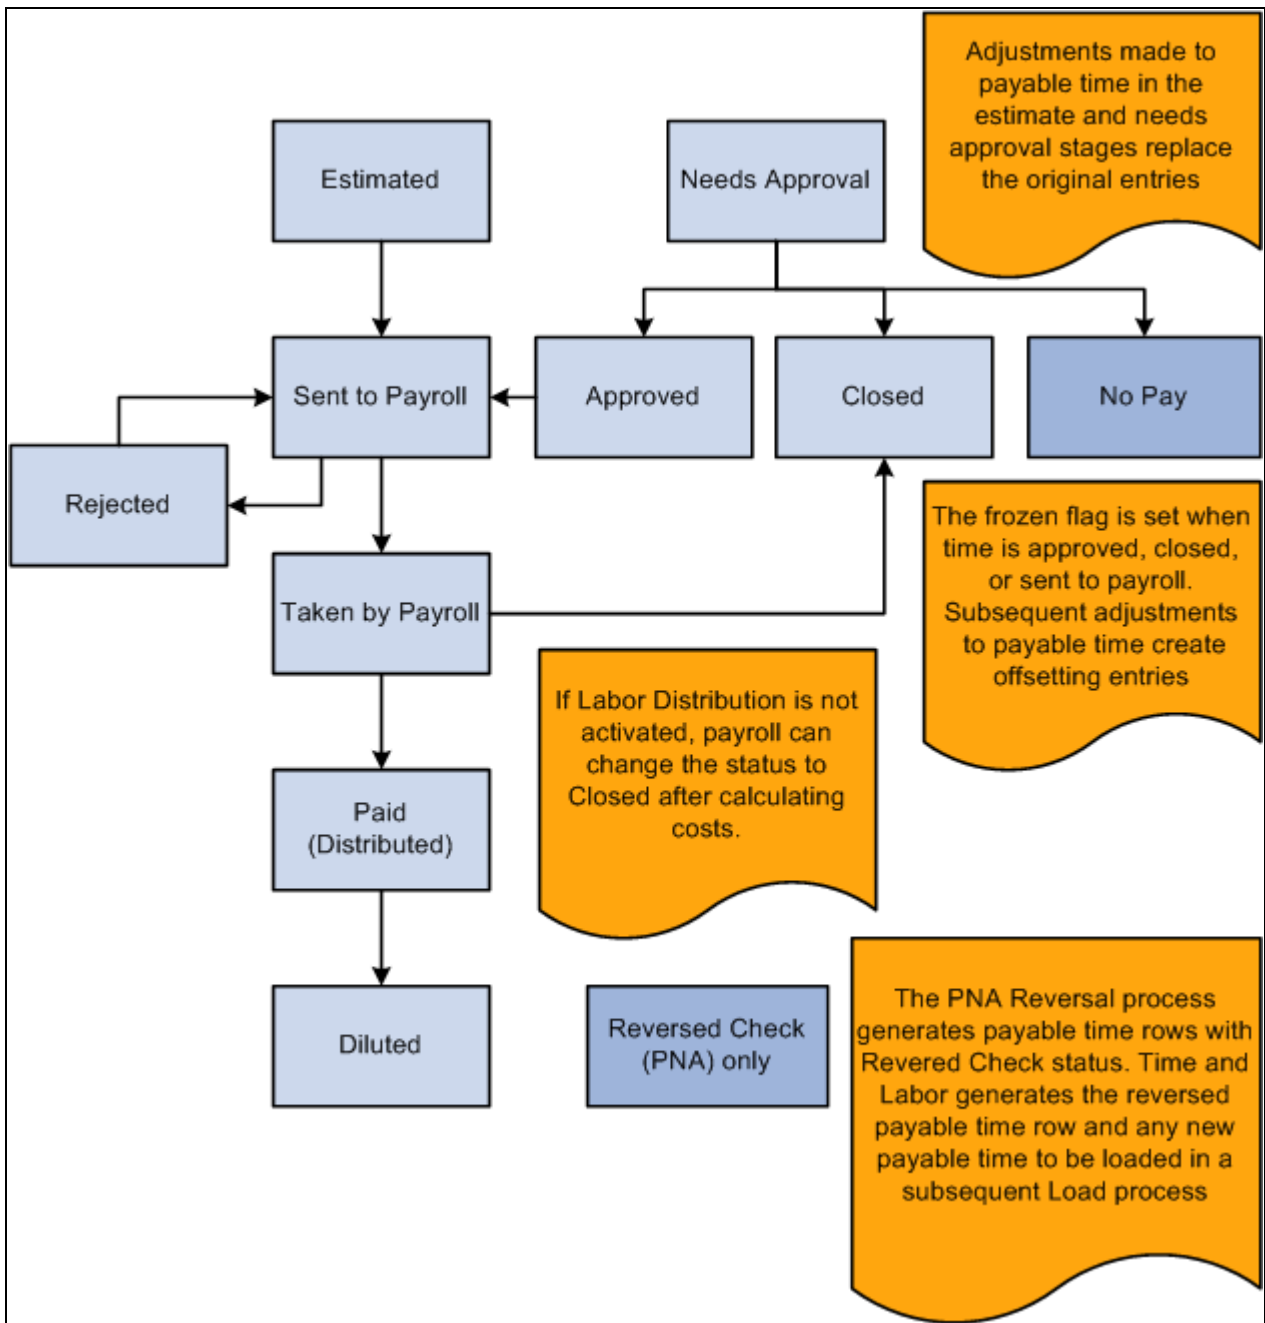 Adjustments made to
payable time in the
estimate and needs
approval stages replace
the original entries
Estimated
Needs Approval
Sent to Payroll
Approved
Closed
No Pay
Rejected
The frozen flag is set when
time is approved, closed,
or sent to payroll.
Subsequent adjustments
to payable time create
offsetting entries
Taken by Payroll
If Labor Distribution is not
activated, payroll can
change the status to
Closed after calculating
costs.
Paid
(Distributed)
Diluted
Reversed Check
(PNA) only
The PNA Reversal process
generates payable time rows with
Revered Check status. Time and
Labor generates the reversed
payable time row and any new
payable time to be loaded in a
subsequent Load process